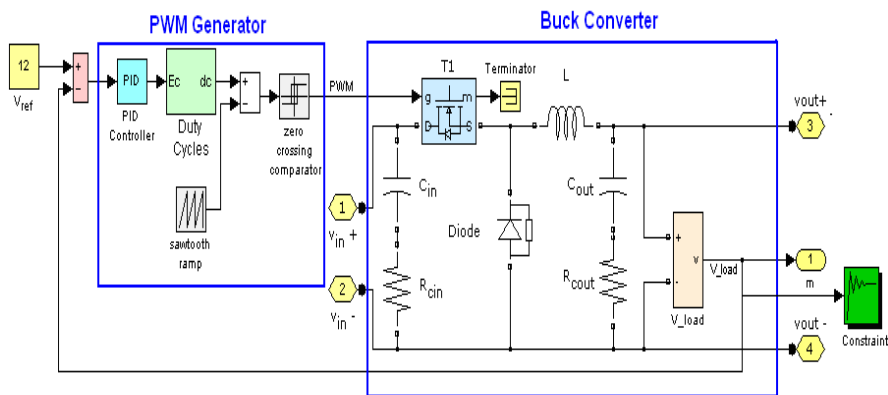 PWM Generator
Buck Converter
12
V_ref
+
−
PID
PID
Controller
Ec
dc
Duty
Cycles
+
−
zero
crossing
comparator
sawtooth
ramp
PWM
T1
g
m
D
S
Terminator
L
1
v_in +
2
v_in -
C_in
R_cin
Diode
C_out
R_cout
+
-
v
V_load
V_load
vout+
-
3
1
m
vout -
4
Constraint